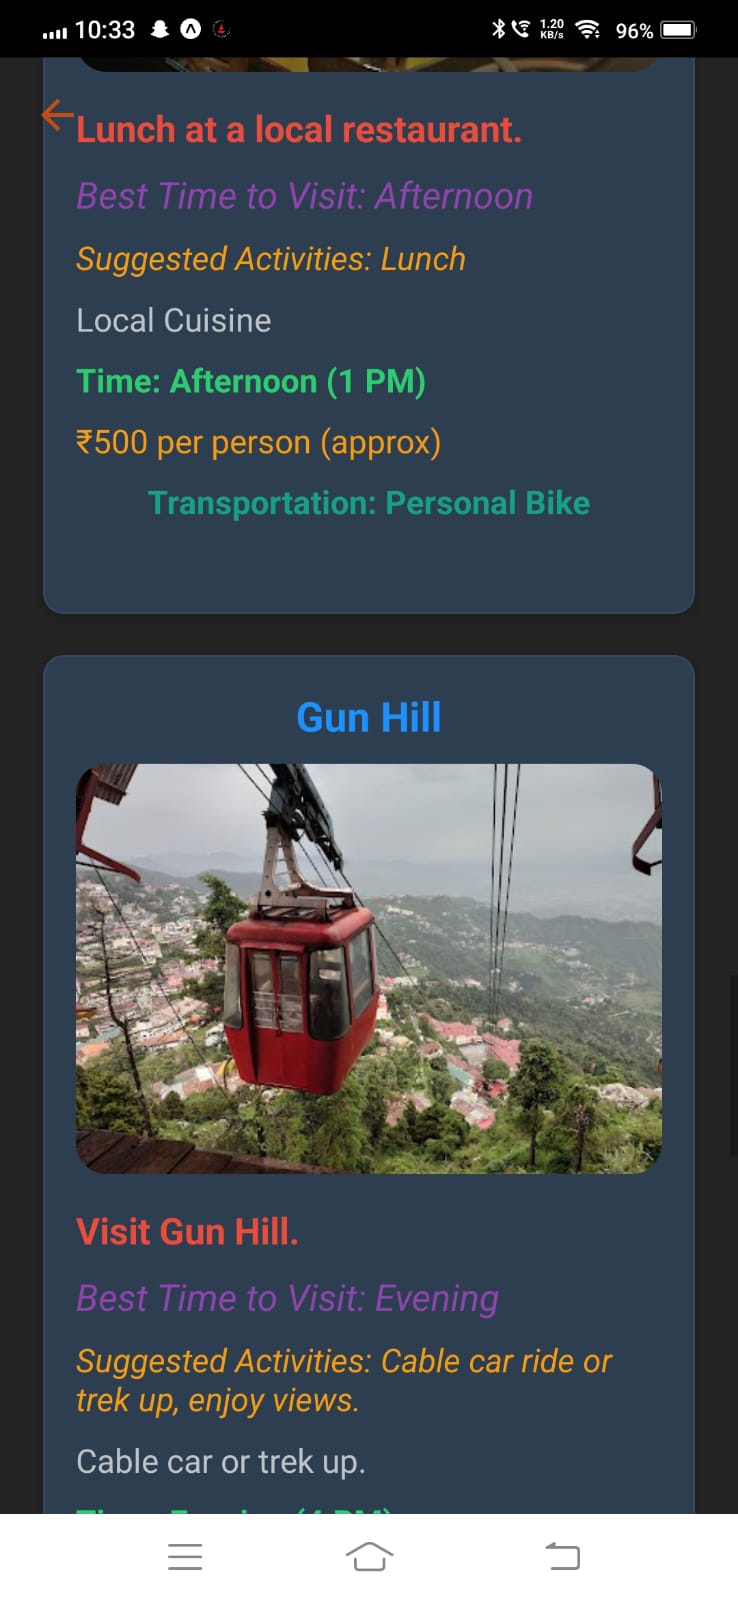 10:33
1.20
KB/s
96%
Lunch at a local restaurant.
Best Time to Visit: Afternoon
Suggested Activities: Lunch
Local Cuisine
Time: Afternoon (1 PM)
₹500 per person (approx)
Transportation: Personal Bike
Gun Hill
Visit Gun Hill.
Best Time to Visit: Evening
Suggested Activities: Cable car ride or
trek up, enjoy views.
Cable car or trek up.